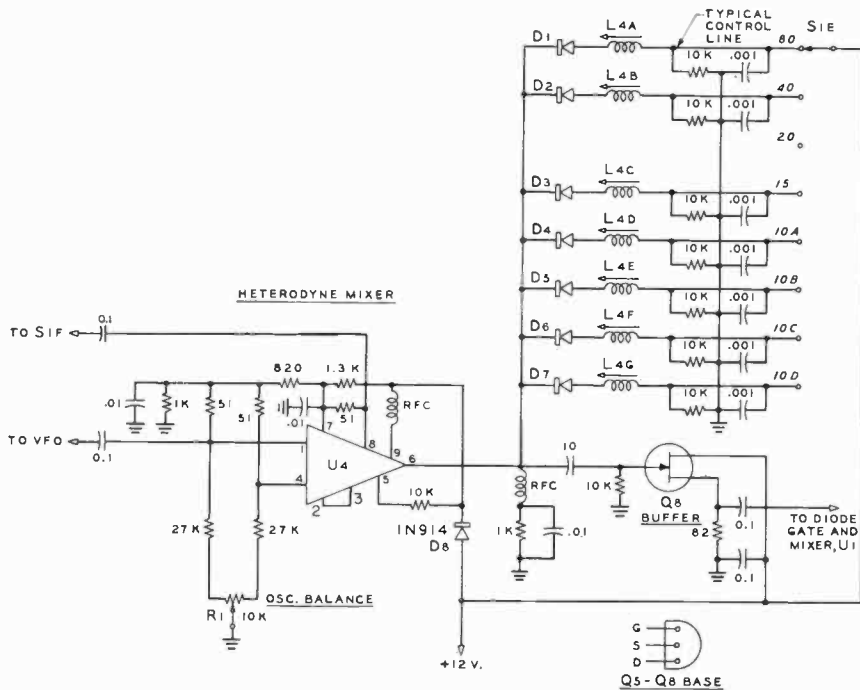 TYPICAL
CONTROL
LINE
S1E
D1
L4A
80
10K
.001
D2
L4B
40
10K
.001
20
D3
L4C
15
10K
.001
D4
L4D
10A
10K
.001
D5
L4E
10B
10K
.001
D6
L4F
10C
10K
.001
D7
L4G
10D
10K
.001
HETERODYNE MIXER
TO S1F
0.1
820
1.3K
RFC
.01
1K
51
51
.01
51
7
8
9
TO VFO
0.1
1
U4
6
4
5
2
3
10K
27K
27K
1N914
D8
R1
10K
OSC. BALANCE
+12V.
10
RFC
1K
.01
10K
Q8
BUFFER
82
0.1
0.1
TO DIODE
GATE AND
MIXER, U1
G
S
D
Q5-Q8 BASE